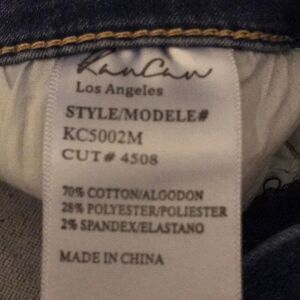 KanCan
Los Angeles
STYLE/MODELE#
KC5002M
CUT# 4508
70% COTTON/ALGODON
28% POLYESTER/POLIESTER
2% SPANDEX/ELASTANO
MADE IN CHINA